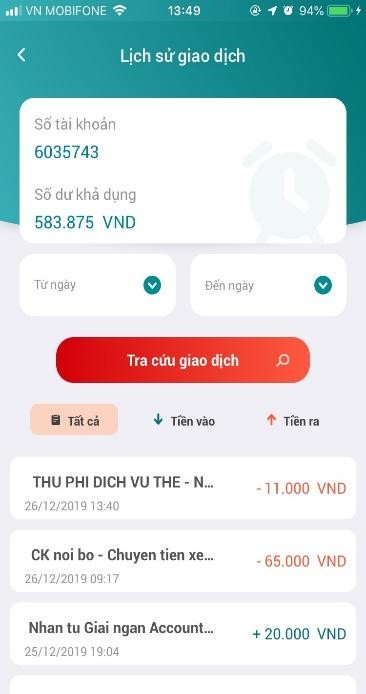 VN MOBIFONE 13:49 94%
Lịch sử giao dịch
Số tài khoản
6035743
Số dư khả dụng
583.875 VND
Từ ngày Đến ngày
Tra cứu giao dịch
Tất cả Tiền vào Tiền ra
THU PHI DICH VU THE - N... - 11.000 VND
26/12/2019 13:40
CK noi bo - Chuyen tien xe... - 65.000 VND
26/12/2019 09:17
Nhan tu Giai ngan Account... + 20.000 VND
25/12/2019 19:04